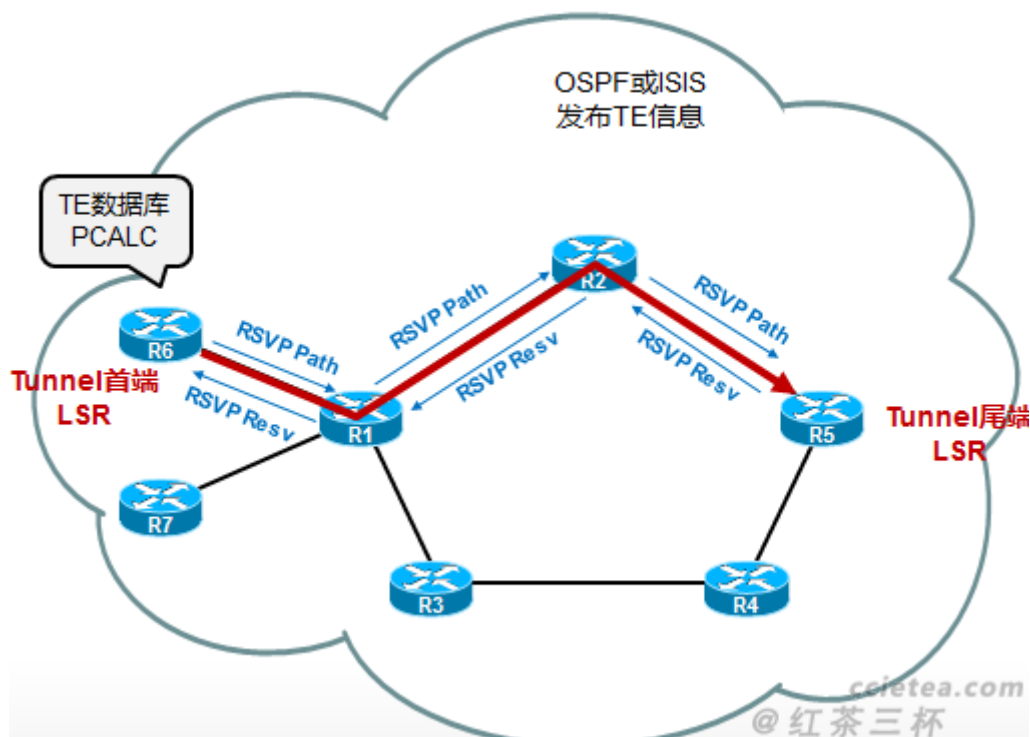 OSPF或ISIS
发布TE信息
TE数据库
PCALC
R2
RSVP Path
RSVP Path
RSVP Path
R6
RSVP Resv
RSVP Resv
RSVP Resv
Tunnel首端
LSR
R1
R5
Tunnel尾端
LSR
R7
R3
R4
ccietea.com
@红茶三杯